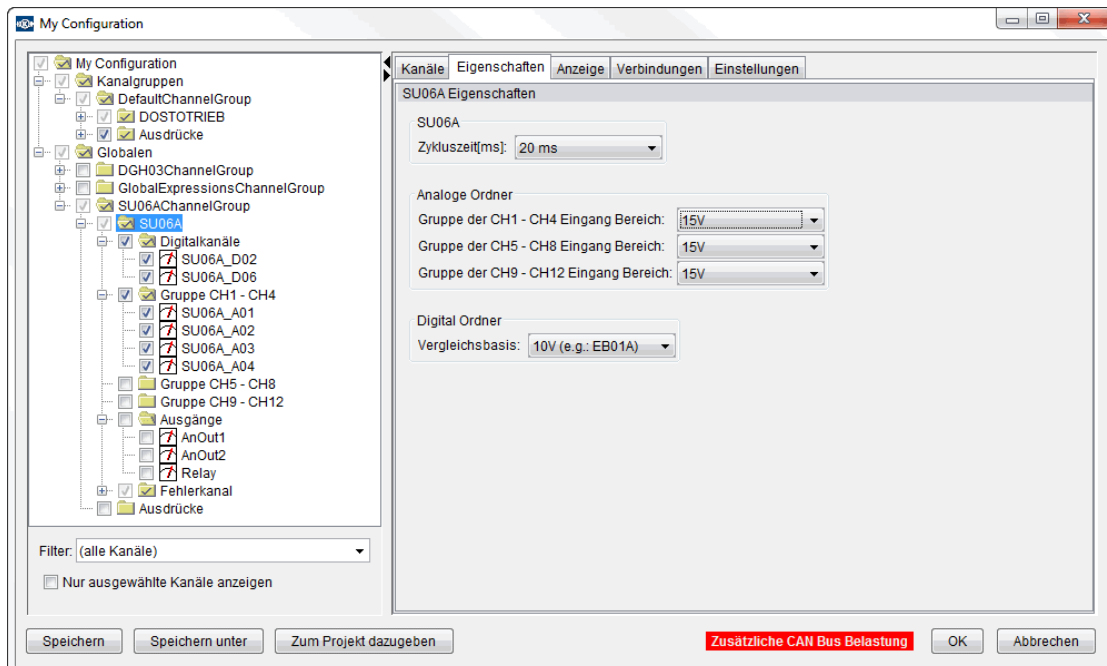 My Configuration
My Configuration
Kanalgruppen
DefaultChannelGroup
DOSTOTRIEB
Ausdrücke
Globalen
DGH03ChannelGroup
GlobalExpressionsChannelGroup
SU06AChannelGroup
SU06A
Digitalkanäle
SU06A_D02
SU06A_D06
Gruppe CH1 - CH4
SU06A_A01
SU06A_A02
SU06A_A03
SU06A_A04
Gruppe CH5 - CH8
Gruppe CH9 - CH12
Ausgänge
AnOut1
AnOut2
Relay
Fehlerkanal
Ausdrücke
Filter: (alle Kanäle)
Nur ausgewählte Kanäle anzeigen
Kanäle Eigenschaften Anzeige Verbindungen Einstellungen
SU06A Eigenschaften
SU06A
Zykluszeit[ms]: 20 ms
Analoge Ordner
Gruppe der CH1 - CH4 Eingang Bereich: 15V
Gruppe der CH5 - CH8 Eingang Bereich: 15V
Gruppe der CH9 - CH12 Eingang Bereich: 15V
Digital Ordner
Vergleichsbasis: 10V (e.g.: EB01A)
Speichern Speichern unter Zum Projekt dazugeben Zusätzliche CAN Bus Belastung OK Abbrechen